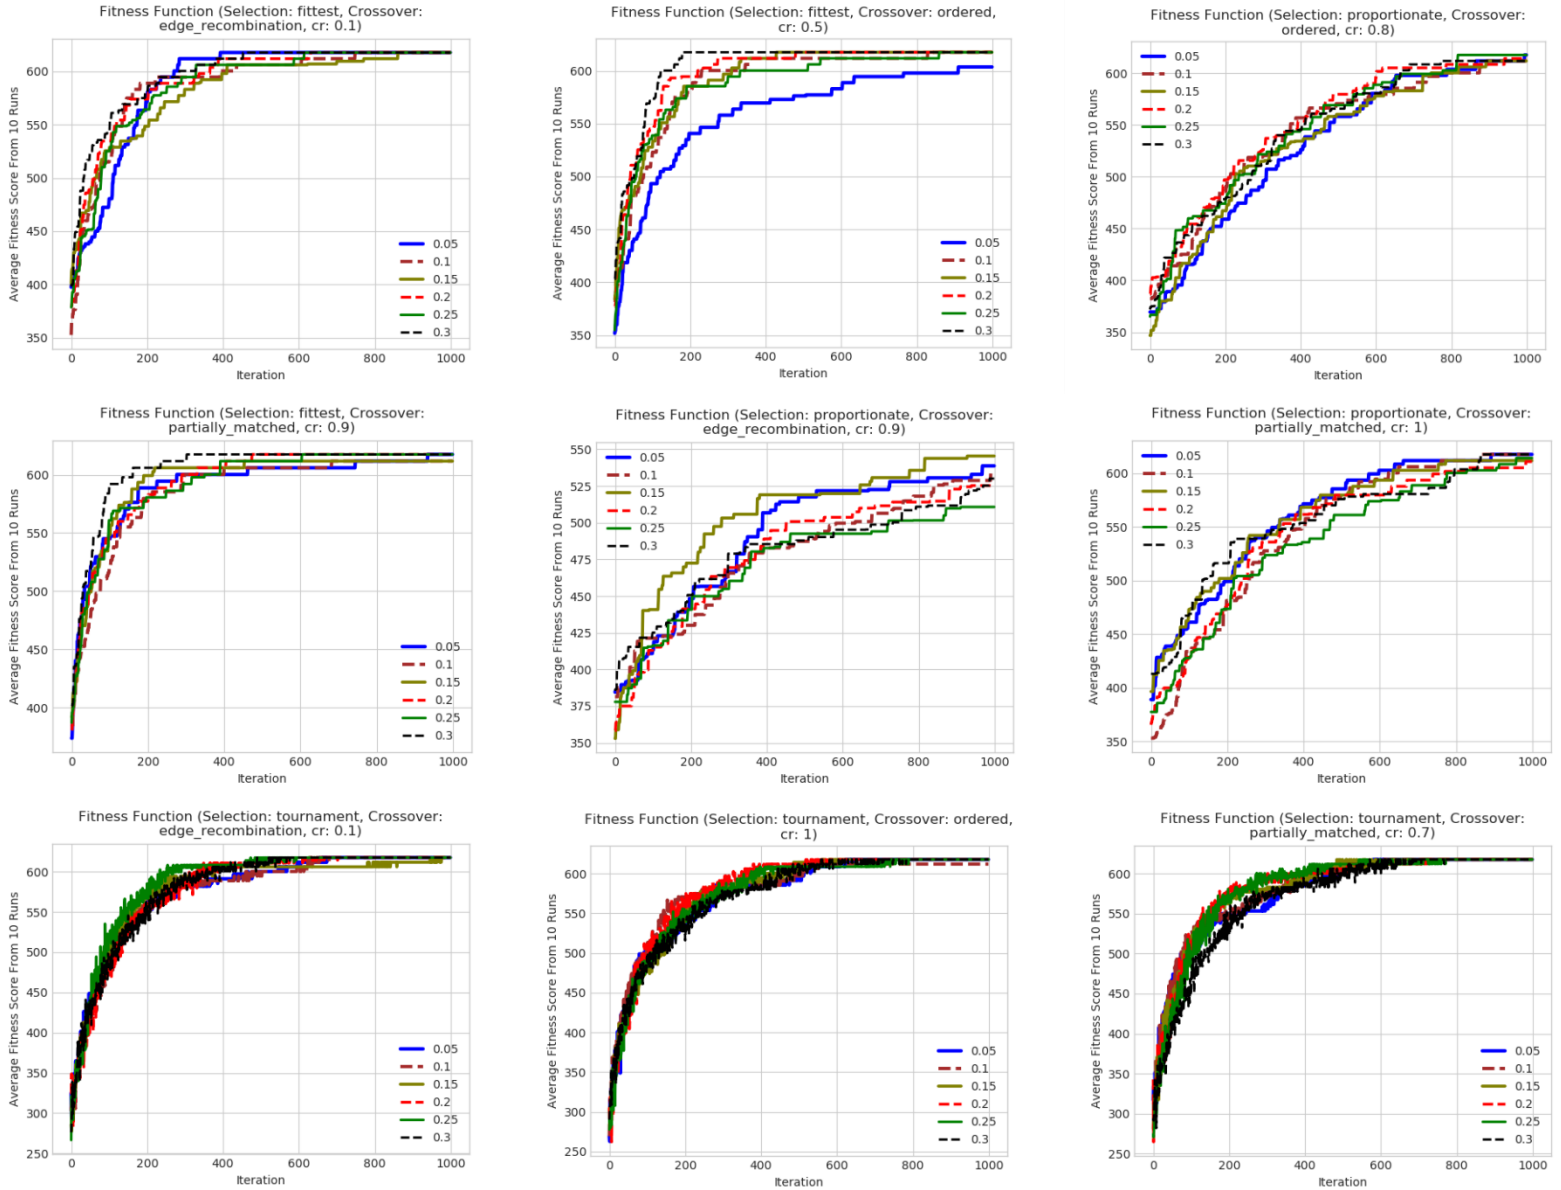 Fitness Function (Selection: fittest, Crossover:
edge_recombination, cr: 0.1)
Average Fitness Score From 10 Runs
600
550
500
450
400
350
0.05
0.1
0.15
0.2
0.25
0.3
0 200 400 600 800 1000
Iteration
Fitness Function (Selection: fittest, Crossover: ordered,
cr: 0.5)
Average Fitness Score From 10 Runs
600
550
500
450
400
350
0.05
0.1
0.15
0.2
0.25
0.3
0 200 400 600 800 1000
Iteration
Fitness Function (Selection: proportionate, Crossover:
ordered, cr: 0.8)
Average Fitness Score From 10 Runs
600
550
500
450
400
350
0.05
0.1
0.15
0.2
0.25
0.3
0 200 400 600 800 1000
Iteration
Fitness Function (Selection: fittest, Crossover:
partially_matched, cr: 0.9)
Average Fitness Score From 10 Runs
600
550
500
450
400
0.05
0.1
0.15
0.2
0.25
0.3
0 200 400 600 800 1000
Iteration
Fitness Function (Selection: proportionate, Crossover:
edge_recombination, cr: 0.9)
Average Fitness Score From 10 Runs
550
525
500
475
450
425
400
375
350
0.05
0.1
0.15
0.2
0.25
0.3
0 200 400 600 800 1000
Iteration
Fitness Function (Selection: proportionate, Crossover:
partially_matched, cr: 1)
Average Fitness Score From 10 Runs
600
550
500
450
400
350
0.05
0.1
0.15
0.2
0.25
0.3
0 200 400 600 800 1000
Iteration
Fitness Function (Selection: tournament, Crossover:
edge_recombination, cr: 0.1)
Average Fitness Score From 10 Runs
600
550
500
450
400
350
300
250
0.05
0.1
0.15
0.2
0.25
0.3
0 200 400 600 800 1000
Iteration
Fitness Function (Selection: tournament, Crossover: ordered,
cr: 1)
Average Fitness Score From 10 Runs
600
550
500
450
400
350
300
250
0.05
0.1
0.15
0.2
0.25
0.3
0 200 400 600 800 1000
Iteration
Fitness Function (Selection: tournament, Crossover:
partially_matched, cr: 0.7)
Average Fitness Score From 10 Runs
600
550
500
450
400
350
300
250
0.05
0.1
0.15
0.2
0.25
0.3
0 200 400 600 800 1000
Iteration